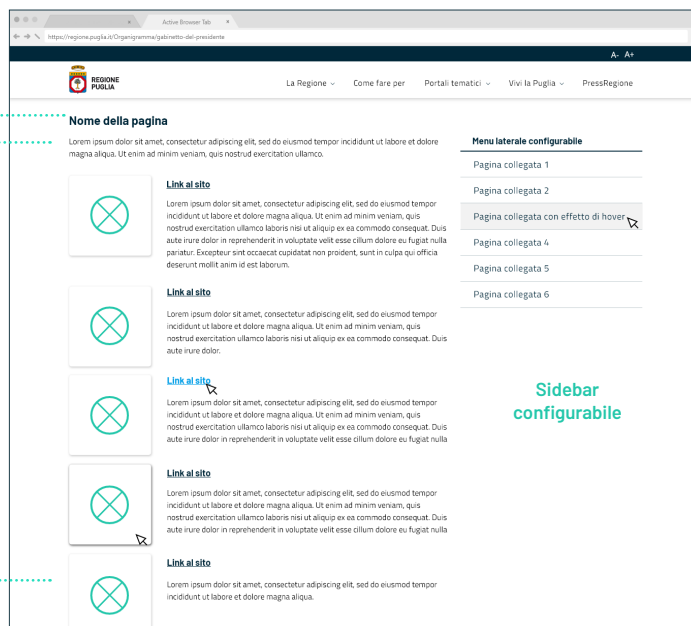 Active Browser Tab
https://regione.puglia.it/Organigramma/gabinetto-del-presidente
A- A+
REGIONE
PUGLIA
La Regione Come fare per Portali tematici Vivi la Puglia PressRegione
Nome della pagina
Lorem ipsum dolor sit amet, consectetur adipiscing elit, sed do eiusmod tempor incididunt ut labore et dolore
magna aliqua. Ut enim ad minim veniam, quis nostrud exercitation ullamco.
Link al sito
Lorem ipsum dolor sit amet, consectetur adipiscing elit, sed do eiusmod tempor
incididunt ut labore et dolore magna aliqua. Ut enim ad minim veniam, quis
nostrud exercitation ullamco laboris nisi ut aliquip ex ea commodo consequat. Duis
aute irure dolor in reprehenderit in voluptate velit esse cillum dolore eu fugiat nulla
pariatur. Excepteur sint occaecat cupidatat non proident, sunt in culpa qui officia
deserunt mollit anim id est laborum.
Link al sito
Lorem ipsum dolor sit amet, consectetur adipiscing elit, sed do eiusmod tempor
incididunt ut labore et dolore magna aliqua. Ut enim ad minim veniam, quis
nostrud exercitation ullamco laboris nisi ut aliquip ex ea commodo consequat. Duis
aute irure dolor.
Link al sito
Lorem ipsum dolor sit amet, consectetur adipiscing elit, sed do eiusmod tempor
incididunt ut labore et dolore magna aliqua. Ut enim ad minim veniam, quis
nostrud exercitation ullamco laboris nisi ut aliquip ex ea commodo consequat. Duis
aute irure dolor in reprehenderit in voluptate velit esse cillum dolore eu fugiat nulla
Link al sito
Lorem ipsum dolor sit amet, consectetur adipiscing elit, sed do eiusmod tempor
incididunt ut labore et dolore magna aliqua. Ut enim ad minim veniam, quis
nostrud exercitation ullamco laboris nisi ut aliquip ex ea commodo consequat. Duis
aute irure dolor in reprehenderit in voluptate velit esse cillum dolore eu fugiat nulla
Link al sito
Lorem ipsum dolor sit amet, consectetur adipiscing elit, sed do eiusmod tempor
incididunt ut labore et dolore magna aliqua.
Menu laterale configurabile
Pagina collegata 1
Pagina collegata 2
Pagina collegata con effetto di hover
Pagina collegata 4
Pagina collegata 5
Pagina collegata 6
Sidebar
configurabile